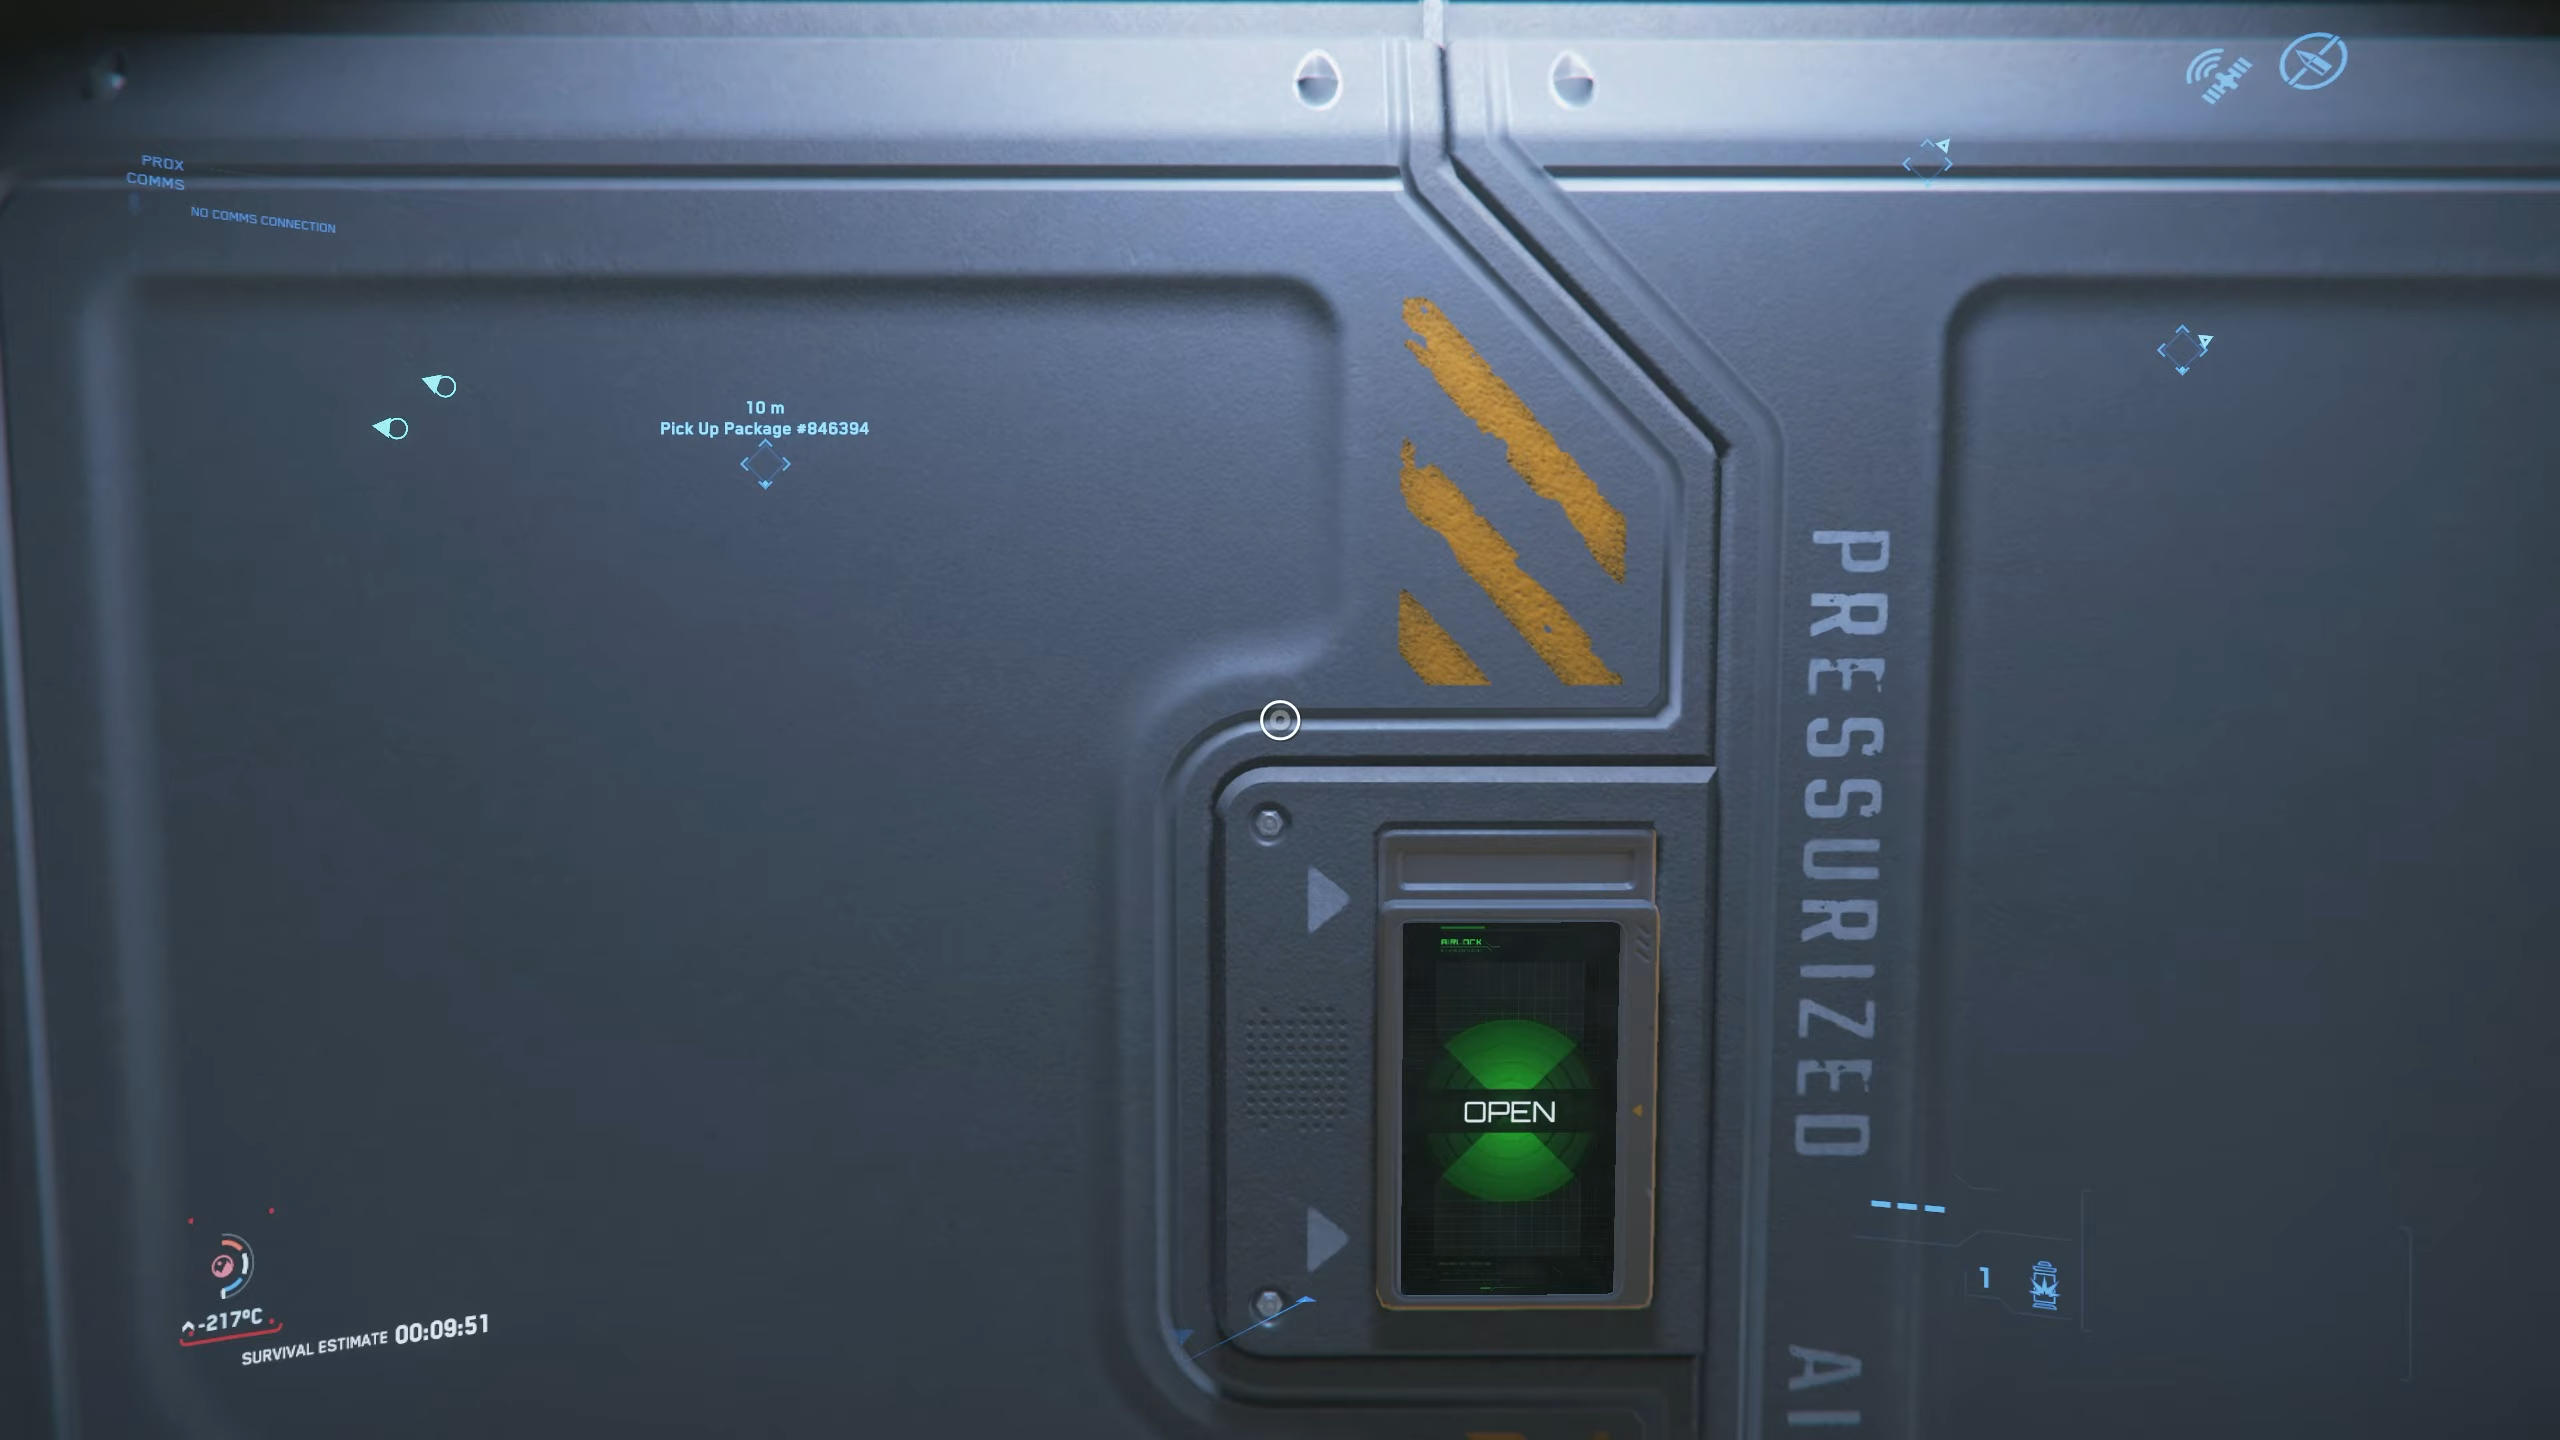 PROX
COMMS
NO COMMS CONNECTION
10 m
Pick Up Package #846394
PRESSURIZED
AIRLOCK
OPEN
1
-217°C
SURVIVAL ESTIMATE 00:09:51
AI